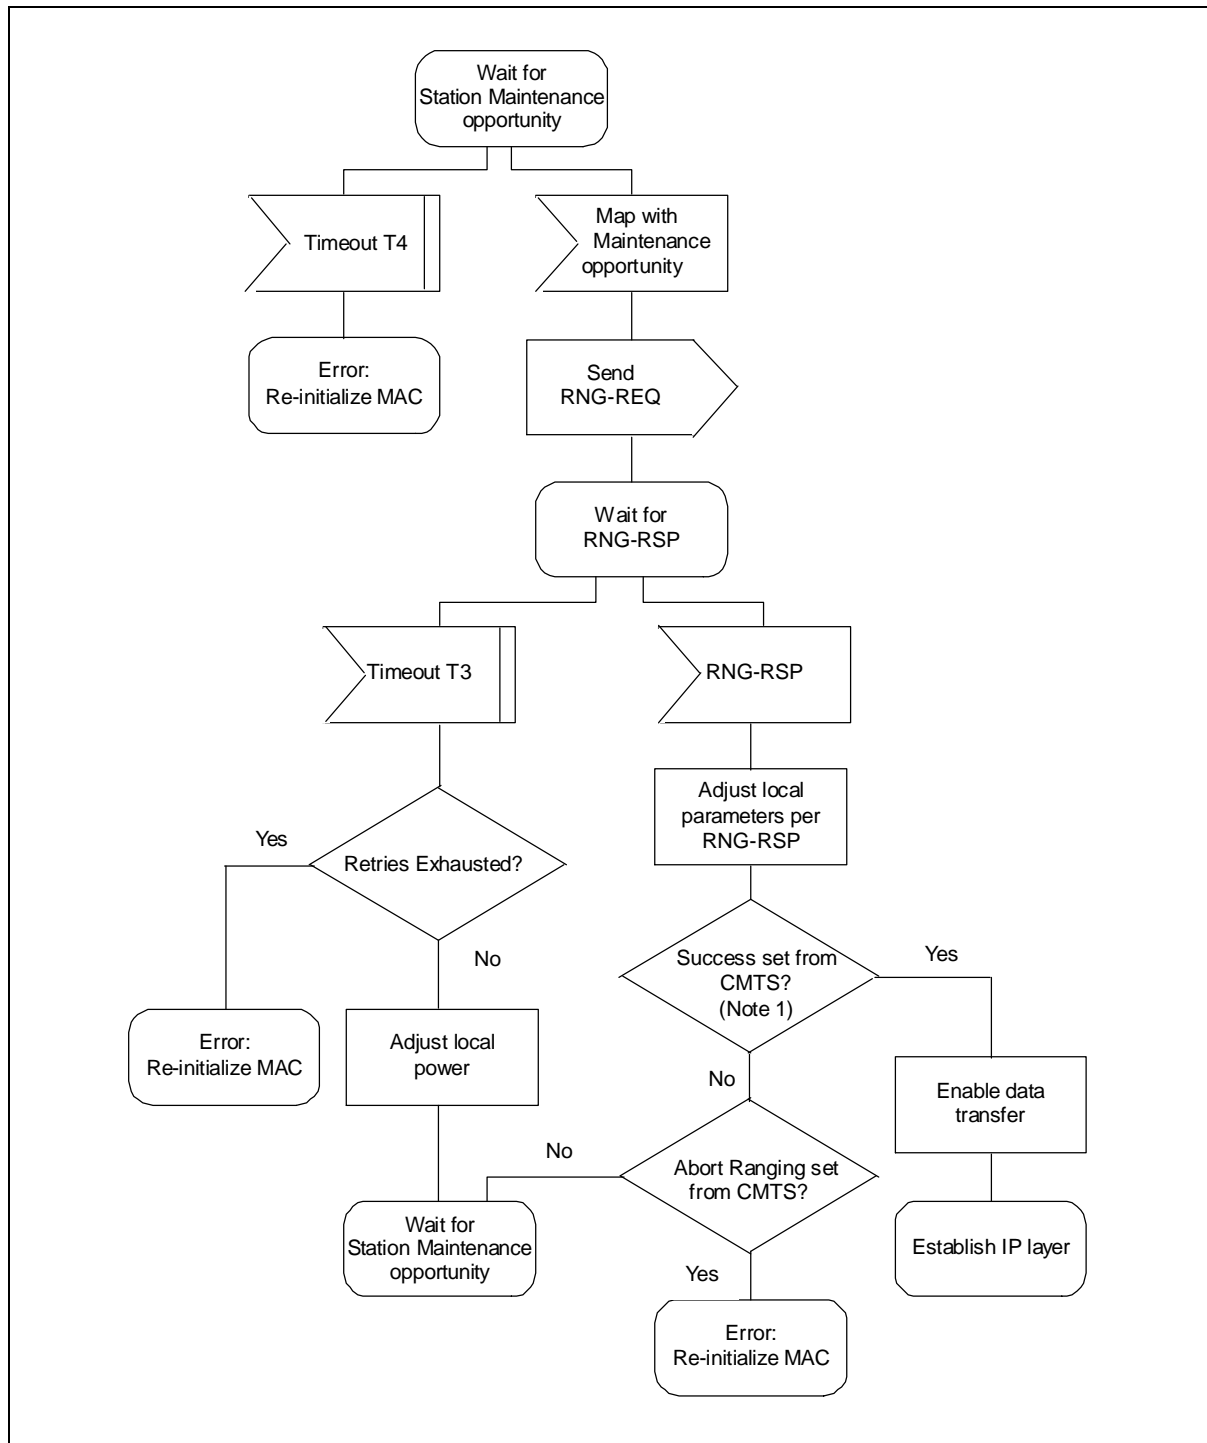 Wait for
Station Maintenance
opportunity
Timeout T4
Map with
Maintenance
opportunity
Error:
Re-initialize MAC
Send
RNG-REQ
Wait for
RNG-RSP
Timeout T3
RNG-RSP
Adjust local
parameters per
RNG-RSP
Yes
Retries Exhausted?
No
Success set from
CMTS?
(Note 1)
Yes
Error:
Re-initialize MAC
Adjust local
power
No
Enable data
transfer
No
Abort Ranging set
from CMTS?
Wait for
Station Maintenance
opportunity
Establish IP layer
Yes
Error:
Re-initialize MAC